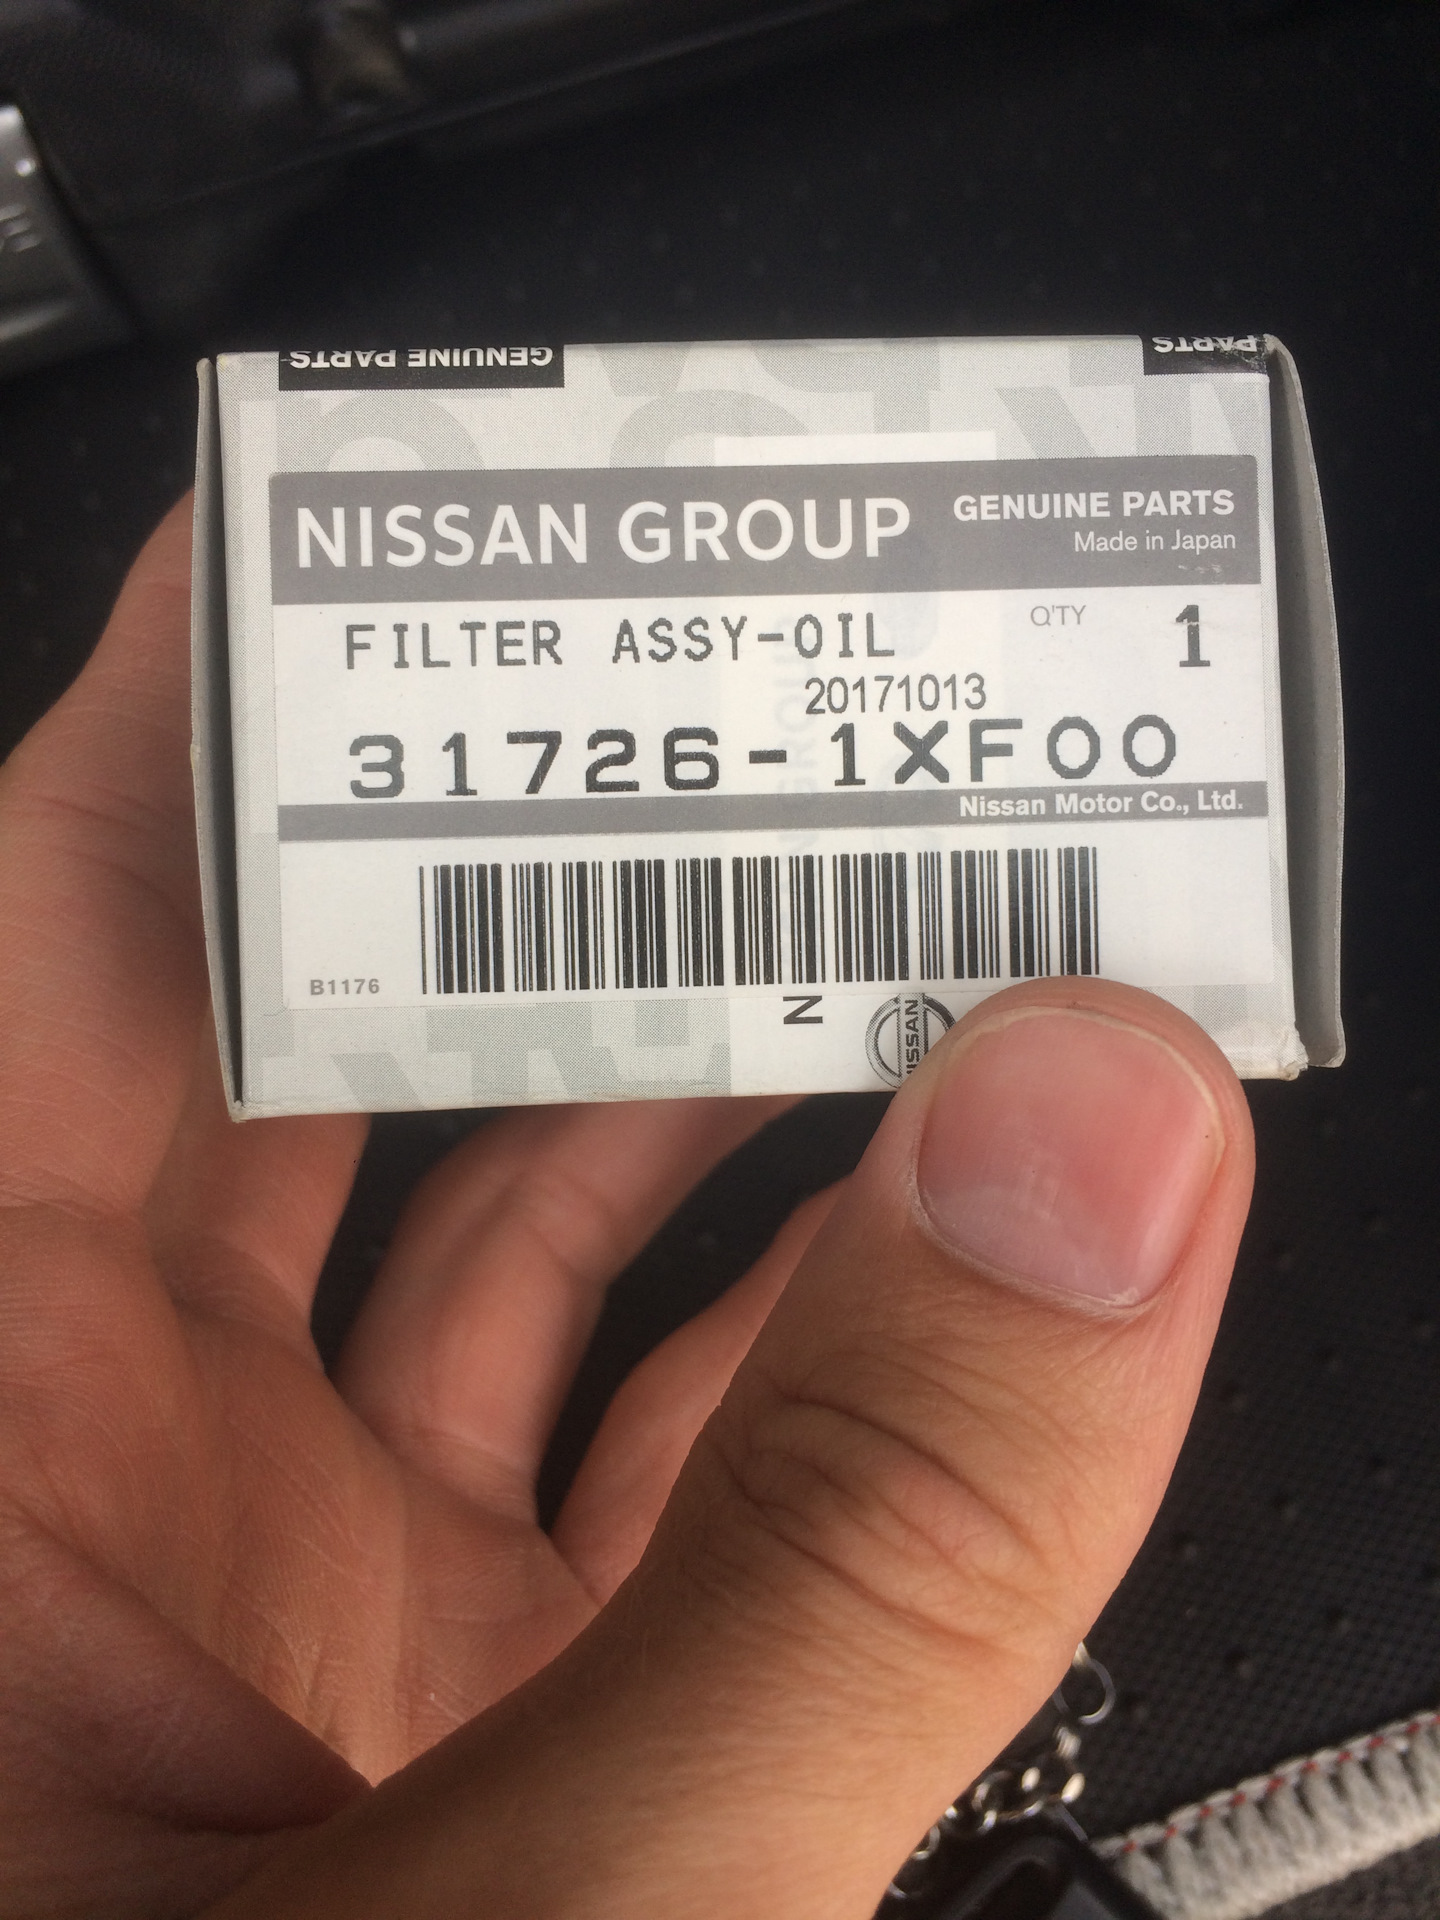 GENUINE PARTS
PARTS
NISSAN GROUP
GENUINE PARTS
Made in Japan
FILTER ASSY-OIL
Q'TY 1
20171013
31726-1XF00
Nissan Motor Co., Ltd.
B1176
N
NISSAN